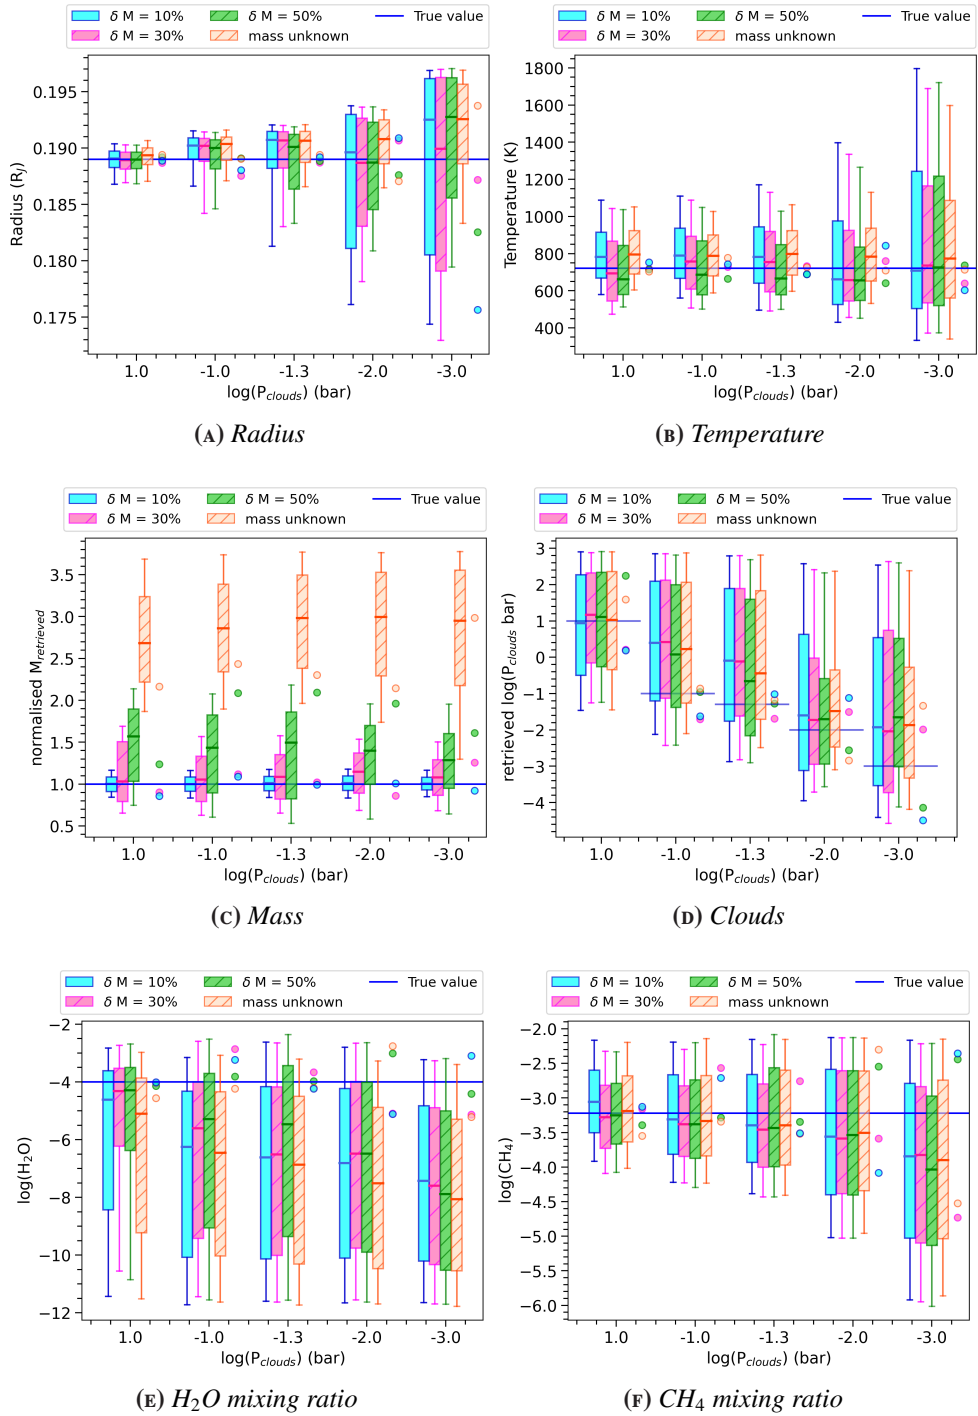 δ M = 10%
δ M = 30%
δ M = 50%
mass unknown
True value
Radius (R_J)
0.195
0.190
0.185
0.180
0.175
1.0 -1.0 -1.3 -2.0 -3.0
log(P_clouds) (bar)
(A) Radius
δ M = 10%
δ M = 30%
δ M = 50%
mass unknown
True value
Temperature (K)
1800
1600
1400
1200
1000
800
600
400
1.0 -1.0 -1.3 -2.0 -3.0
log(P_clouds) (bar)
(B) Temperature
δ M = 10%
δ M = 30%
δ M = 50%
mass unknown
True value
normalised M_retrieved
3.5
3.0
2.5
2.0
1.5
1.0
0.5
1.0 -1.0 -1.3 -2.0 -3.0
log(P_clouds) (bar)
(C) Mass
δ M = 10%
δ M = 30%
δ M = 50%
mass unknown
True value
retrieved log(P_clouds bar)
3
2
1
0
−1
−2
−3
−4
1.0 -1.0 -1.3 -2.0 -3.0
log(P_clouds) (bar)
(D) Clouds
δ M = 10%
δ M = 30%
δ M = 50%
mass unknown
True value
log(H₂O)
−2
−4
−6
−8
−10
−12
1.0 -1.0 -1.3 -2.0 -3.0
log(P_clouds) (bar)
(E) H₂O mixing ratio
δ M = 10%
δ M = 30%
δ M = 50%
mass unknown
True value
log(CH₄)
−2.0
−2.5
−3.0
−3.5
−4.0
−4.5
−5.0
−5.5
−6.0
1.0 -1.0 -1.3 -2.0 -3.0
log(P_clouds) (bar)
(F) CH₄ mixing ratio